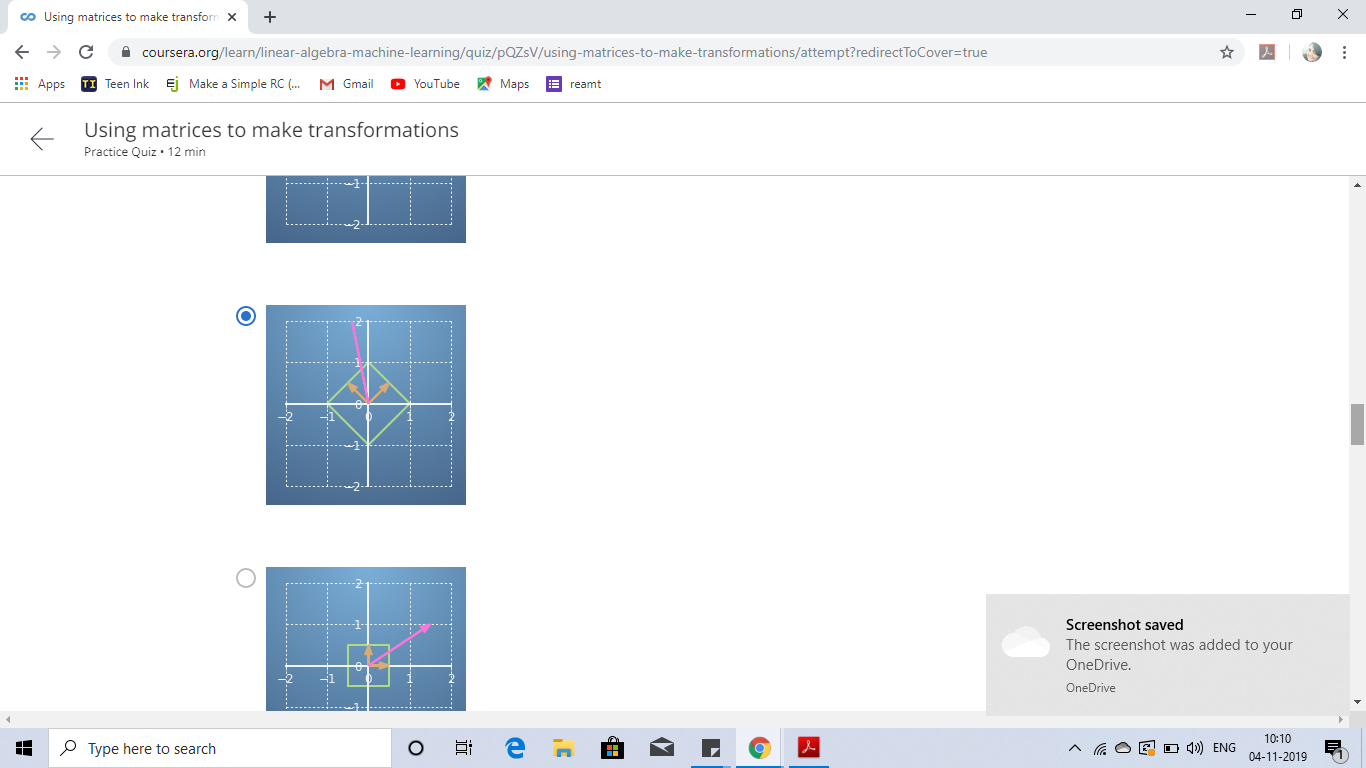 Using matrices to make transforn
coursera.org/learn/linear-algebra-machine-learning/quiz/pQZsV/using-matrices-to-make-transformations/attempt?redirectToCover=true
Apps TI Teen Ink Ej Make a Simple RC (... Gmail YouTube Maps reamt
Using matrices to make transformations
Practice Quiz • 12 min
−1
−2
2
1
0
−2 −1 0 1 2
−1
−2
2
1
0
−2 −1 0 1 2
−1
Screenshot saved
The screenshot was added to your
OneDrive.
OneDrive
Type here to search
ENG
10:10
04-11-2019
1